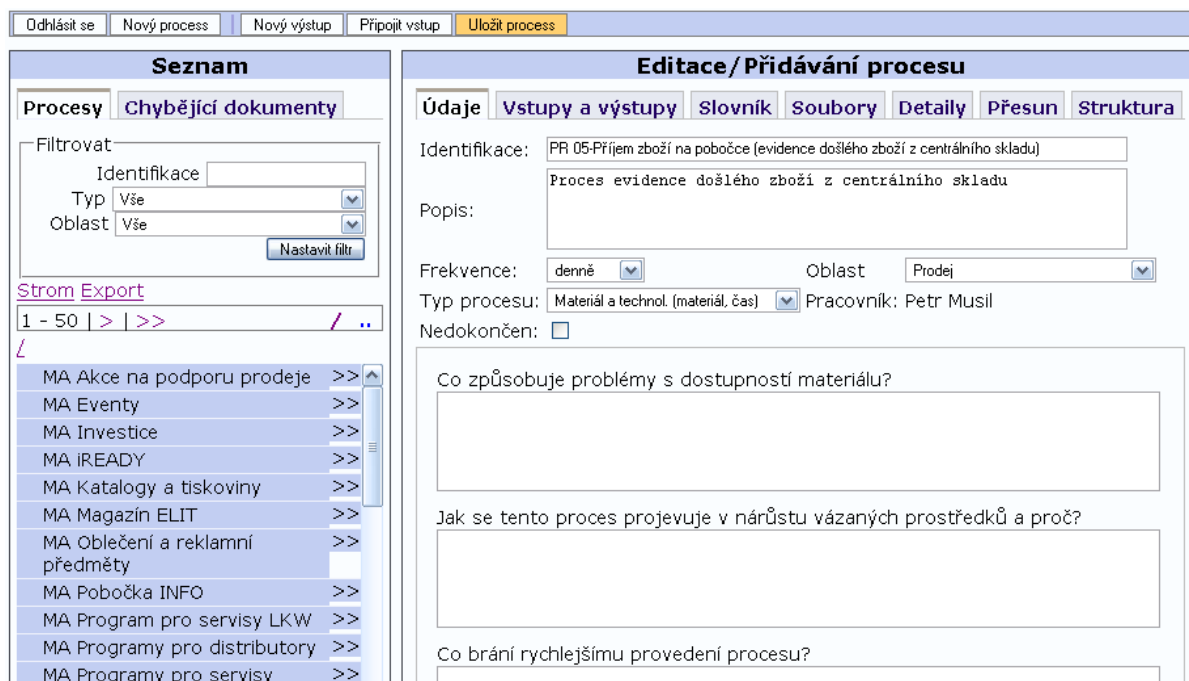 Odhlásit se Nový process Nový výstup Připojit vstup Uložit process
Seznam
Procesy Chybějící dokumenty
Filtrovat
Identifikace
Typ Vše
Oblast Vše
Nastavit filtr
Strom Export
1 - 50 | > | >> / ..
/
MA Akce na podporu prodeje >>
MA Eventy >>
MA Investice >>
MA iREADY >>
MA Katalogy a tiskoviny >>
MA Magazín ELIT >>
MA Oblečení a reklamní >>
předměty
MA Pobočka INFO >>
MA Program pro servisy LKW >>
MA Programy pro distributory >>
MA Programy pro servisy >>
Editace/Přidávání procesu
Údaje Vstupy a výstupy Slovník Soubory Detaily Přesun Struktura
Identifikace: PR 05-Příjem zboží na pobočce (evidence došlého zboží z centrálního skladu)
Popis: Proces evidence došlého zboží z centrálního skladu
Frekvence: denně Oblast Prodej
Typ procesu: Materiál a technol. (materiál, čas) Pracovník: Petr Musil
Nedokončen:
Co způsobuje problémy s dostupností materiálu?
Jak se tento proces projevuje v nárůstu vázaných prostředků a proč?
Co brání rychlejšímu provedení procesu?